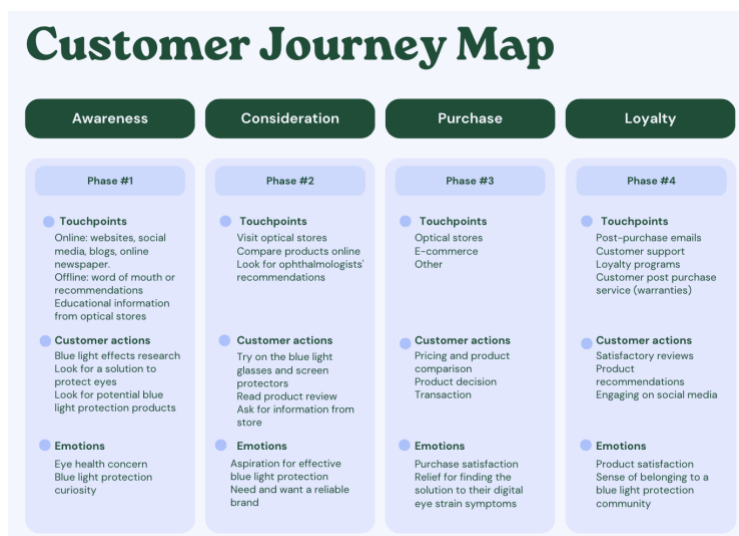 Customer Journey Map
Awareness
Phase #1
Touchpoints
Online: websites, social
media, blogs, online
newspaper.
Offline: word of mouth or
recommendations
Educational information
from optical stores
Customer actions
Blue light effects research
Look for a solution to
protect eyes
Look for potential blue
light protection products
Emotions
Eye health concern
Blue light protection
curiosity
Consideration
Phase #2
Touchpoints
Visit optical stores
Compare products online
Look for ophthalmologists'
recommendations
Customer actions
Try on the blue light
glasses and screen
protectors
Read product review
Ask for information from
store
Emotions
Aspiration for effective
blue light protection
Need and want a reliable
brand
Purchase
Phase #3
Touchpoints
Optical stores
E-commerce
Other
Customer actions
Pricing and product
comparison
Product decision
Transaction
Emotions
Purchase satisfaction
Relief for finding the
solution to their digital
eye strain symptoms
Loyalty
Phase #4
Touchpoints
Post-purchase emails
Customer support
Loyalty programs
Customer post purchase
service (warranties)
Customer actions
Satisfactory reviews
Product
recommendations
Engaging on social media
Emotions
Product satisfaction
Sense of belonging to a
blue light protection
community